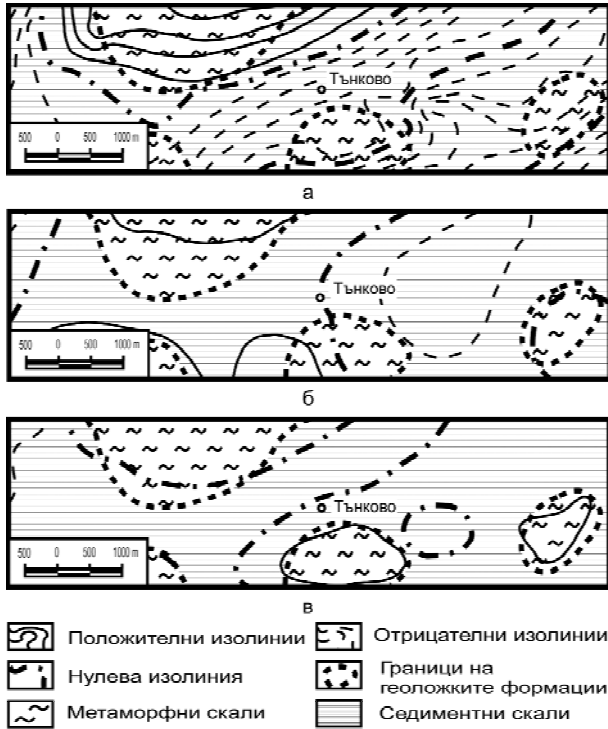 Тънково
500 0 500 1000 m
а
Тънково
500 0 500 1000 m
б
Тънково
500 0 500 1000 m
в
Положителни изолинии
Отрицателни изолинии
Нулева изолиния
Граници на
геоложките формации
Метаморфни скали
Седиментни скали